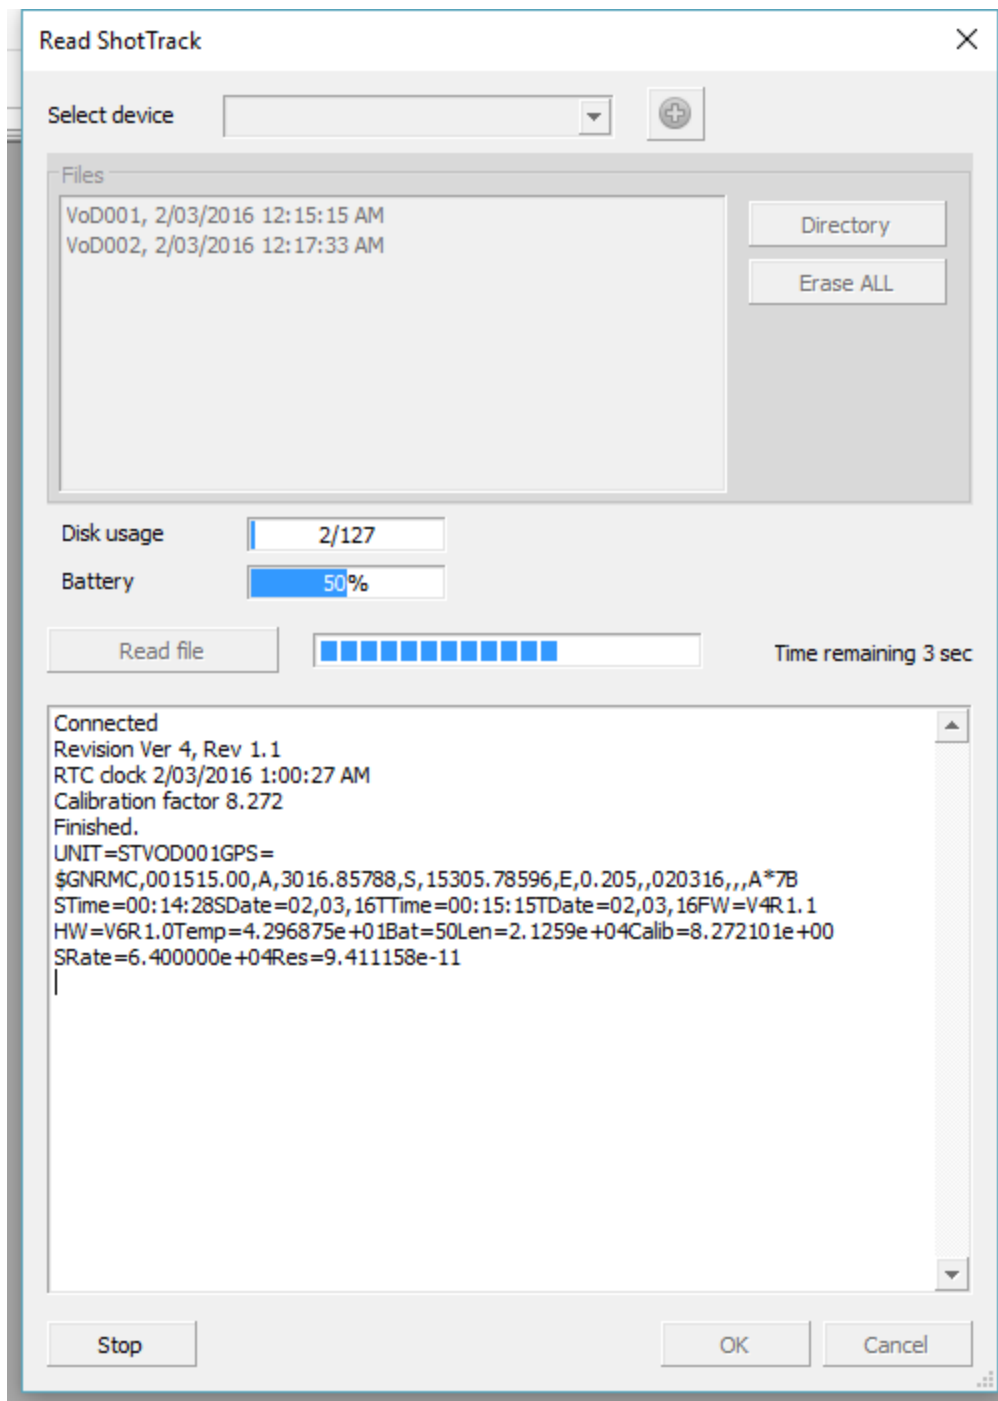 Read ShotTrack
Select device
Files
VoD001, 2/03/2016 12:15:15 AM
VoD002, 2/03/2016 12:17:33 AM
Directory
Erase ALL
Disk usage 2/127
Battery 50%
Read file Time remaining 3 sec
Connected
Revision Ver 4, Rev 1.1
RTC clock 2/03/2016 1:00:27 AM
Calibration factor 8.272
Finished.
UNIT=STVOD001GPS=
$GNRMC,001515.00,A,3016.85788,S,15305.78596,E,0.205,,020316,,,A*7B
STime=00:14:28SDate=02,03,16TTime=00:15:15TDate=02,03,16FW=V4R1.1
HW=V6R1.0Temp=4.296875e+01Bat=50Len=2.1259e+04Calib=8.272101e+00
SRate=6.400000e+04Res=9.411158e-11
Stop OK Cancel